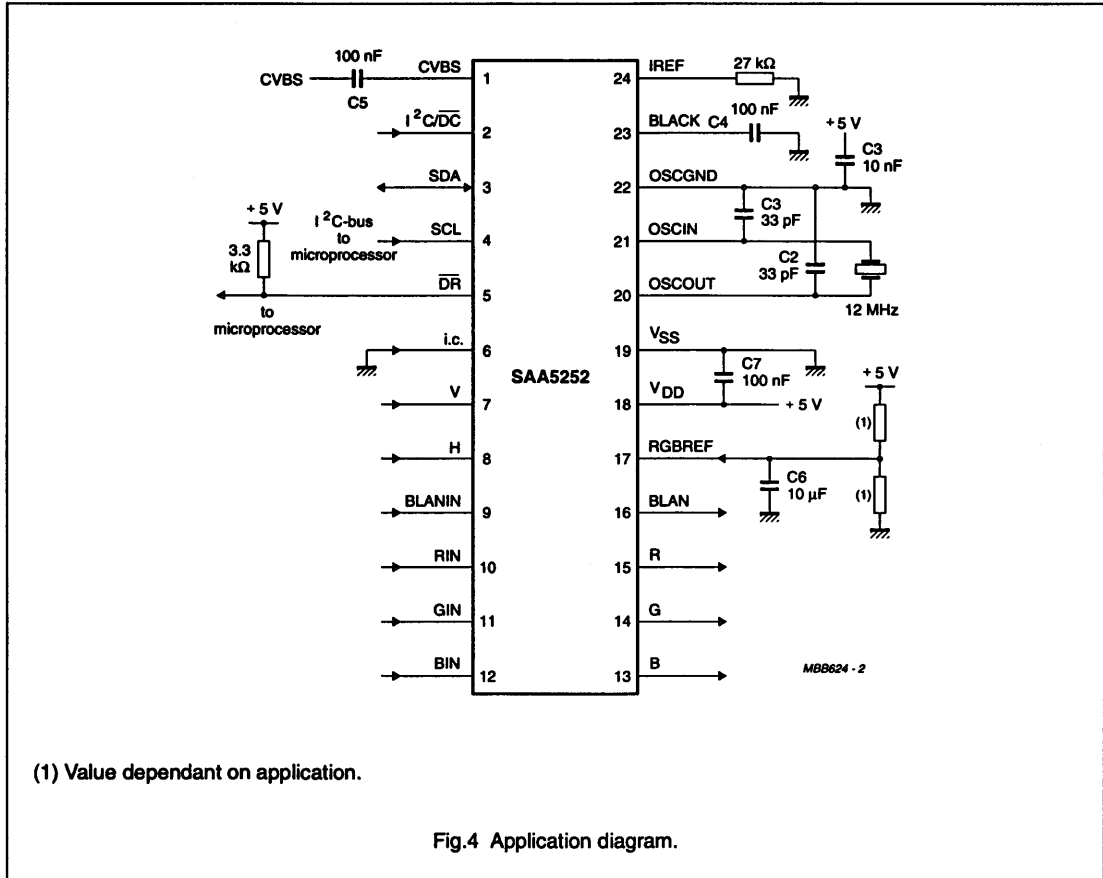 100 nF
CVBS
C5
CVBS
1
I²C/D̅C̅
2
SDA
3
+ 5 V
3.3
kΩ
I²C-bus
to
microprocessor
SCL
4
D̅R̅
5
to
microprocessor
i.c.
6
V
7
H
8
BLANIN
9
RIN
10
GIN
11
BIN
12
SAA5252
24
IREF
27 kΩ
23
BLACK
C4
100 nF
+ 5 V
C3
10 nF
22
OSCGND
C3
33 pF
21
OSCIN
C2
33 pF
20
OSCOUT
12 MHz
19
VSS
C7
100 nF
18
VDD
+ 5 V
+ 5 V
(1)
17
RGBREF
C6
10 µF
(1)
16
BLAN
15
R
14
G
13
B
MBB624 - 2
(1) Value dependant on application.
Fig.4 Application diagram.